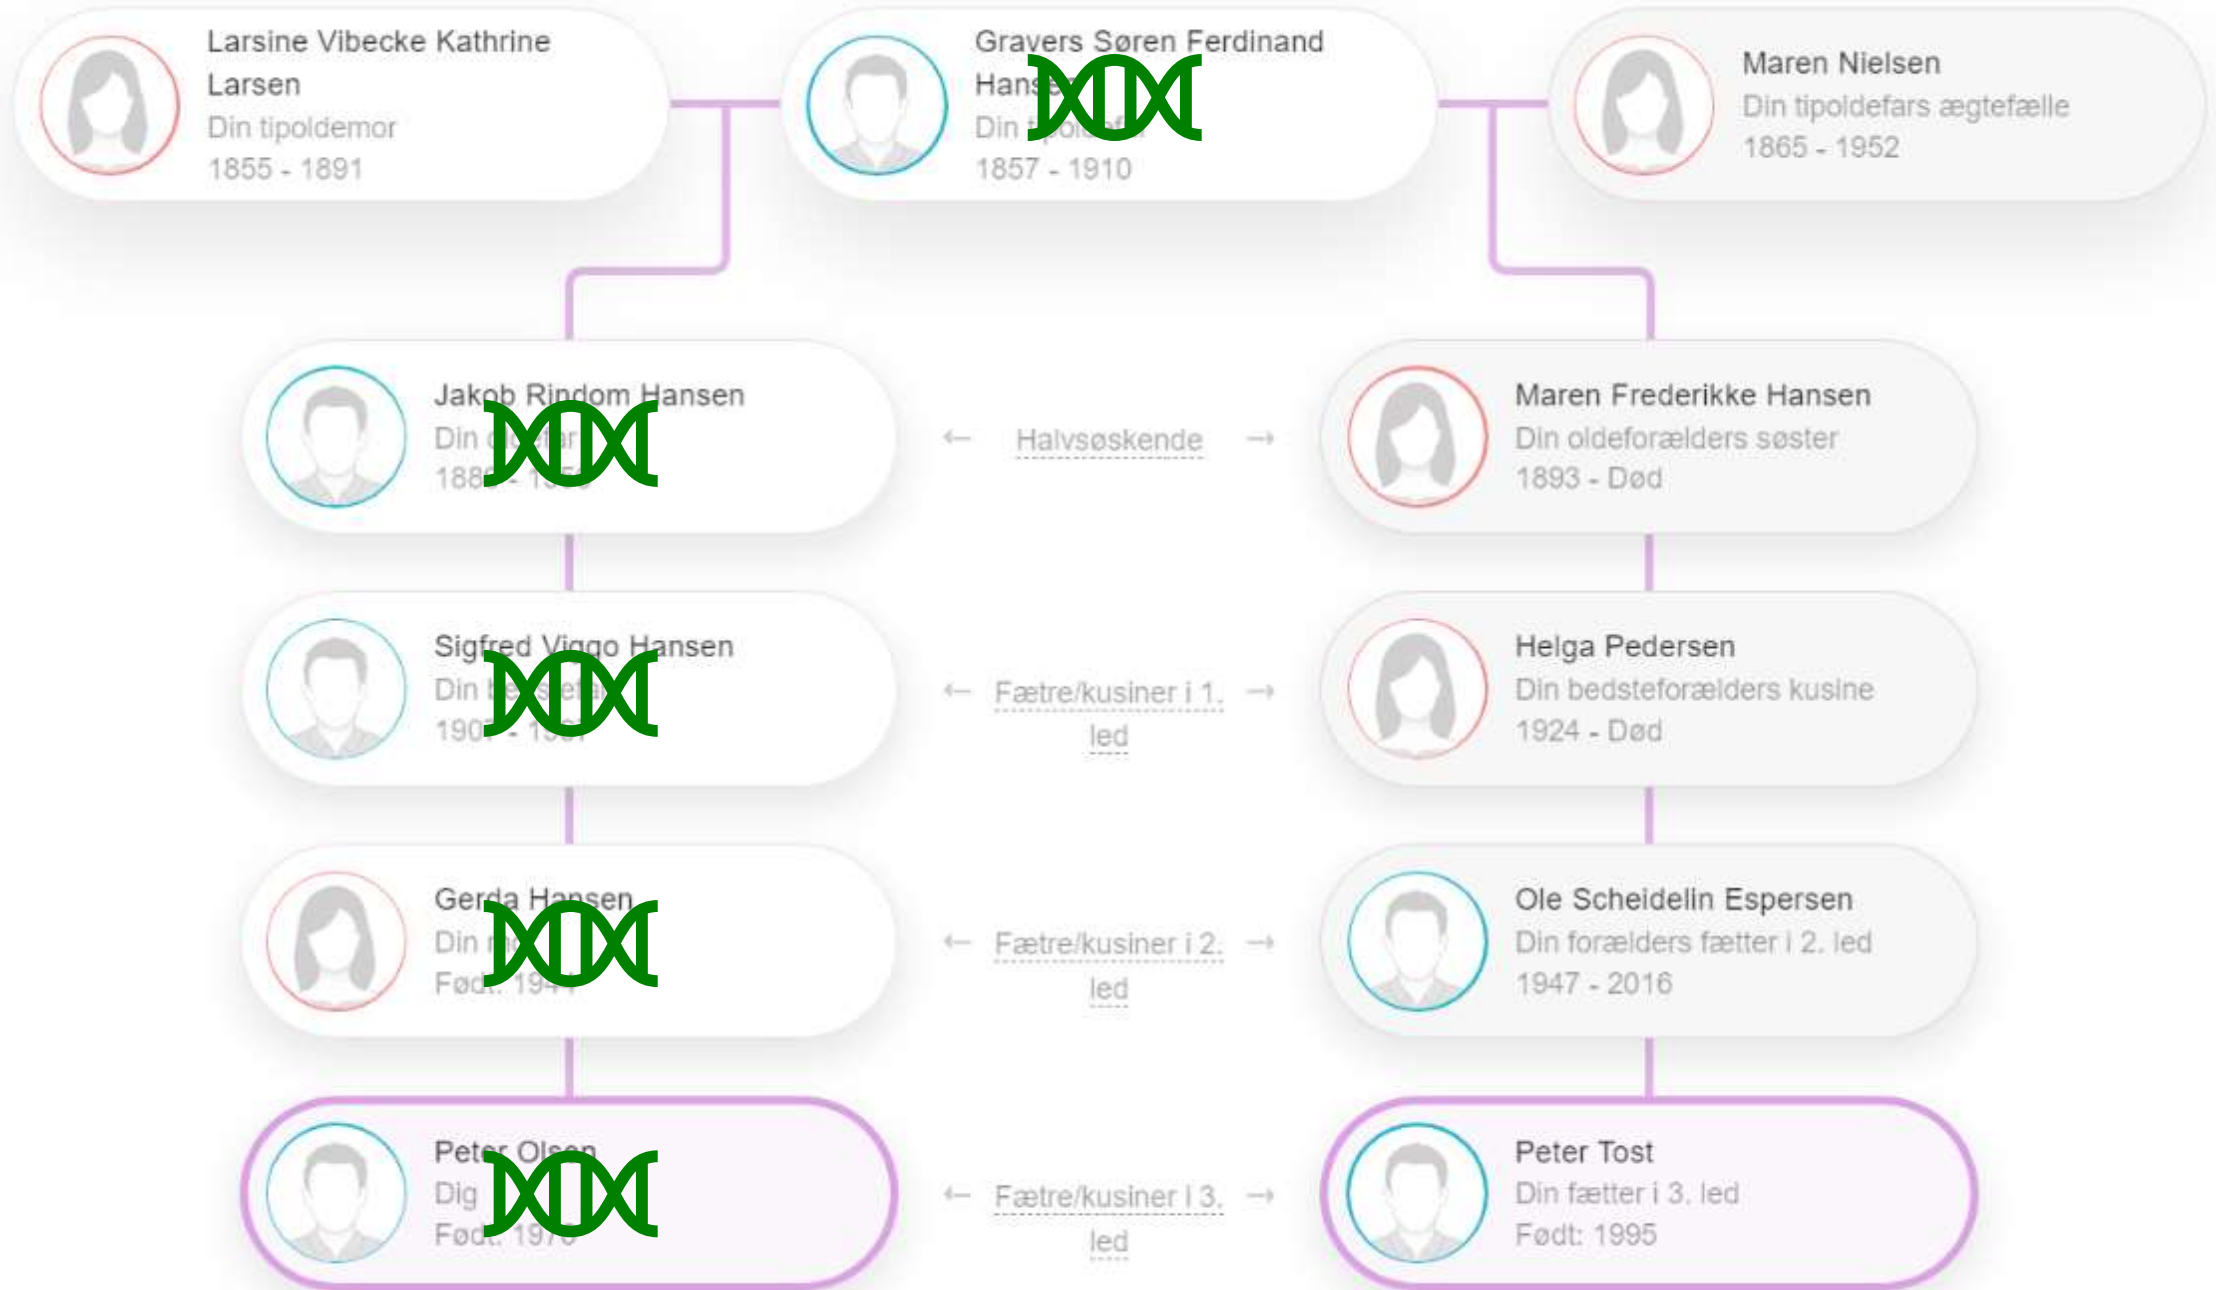 Larsine Vibecke Kathrine
Larsen
Din tipoldemor
1855 - 1891
Gravers Søren Ferdinand
Hansen
Din tipoldefar
1857 - 1910
Maren Nielsen
Din tipoldefars ægtefælle
1865 - 1952
Jakob Rindom Hansen
Din oldefar
← Halvsøskende →
Maren Frederikke Hansen
Din oldeforælders søster
1893 - Død
Sigfred Viggo Hansen
Din bedstefar
← Fætre/kusiner i 1. →
led
Helga Pedersen
Din bedsteforælders kusine
1924 - Død
Gerda Hansen
Din
Født:
← Fætre/kusiner i 2. →
led
Ole Scheidelin Espersen
Din forælders fætter i 2. led
1947 - 2016
Peter Olsen
Dig
Født:
← Fætre/kusiner i 3. →
led
Peter Tost
Din fætter i 3. led
Født: 1995